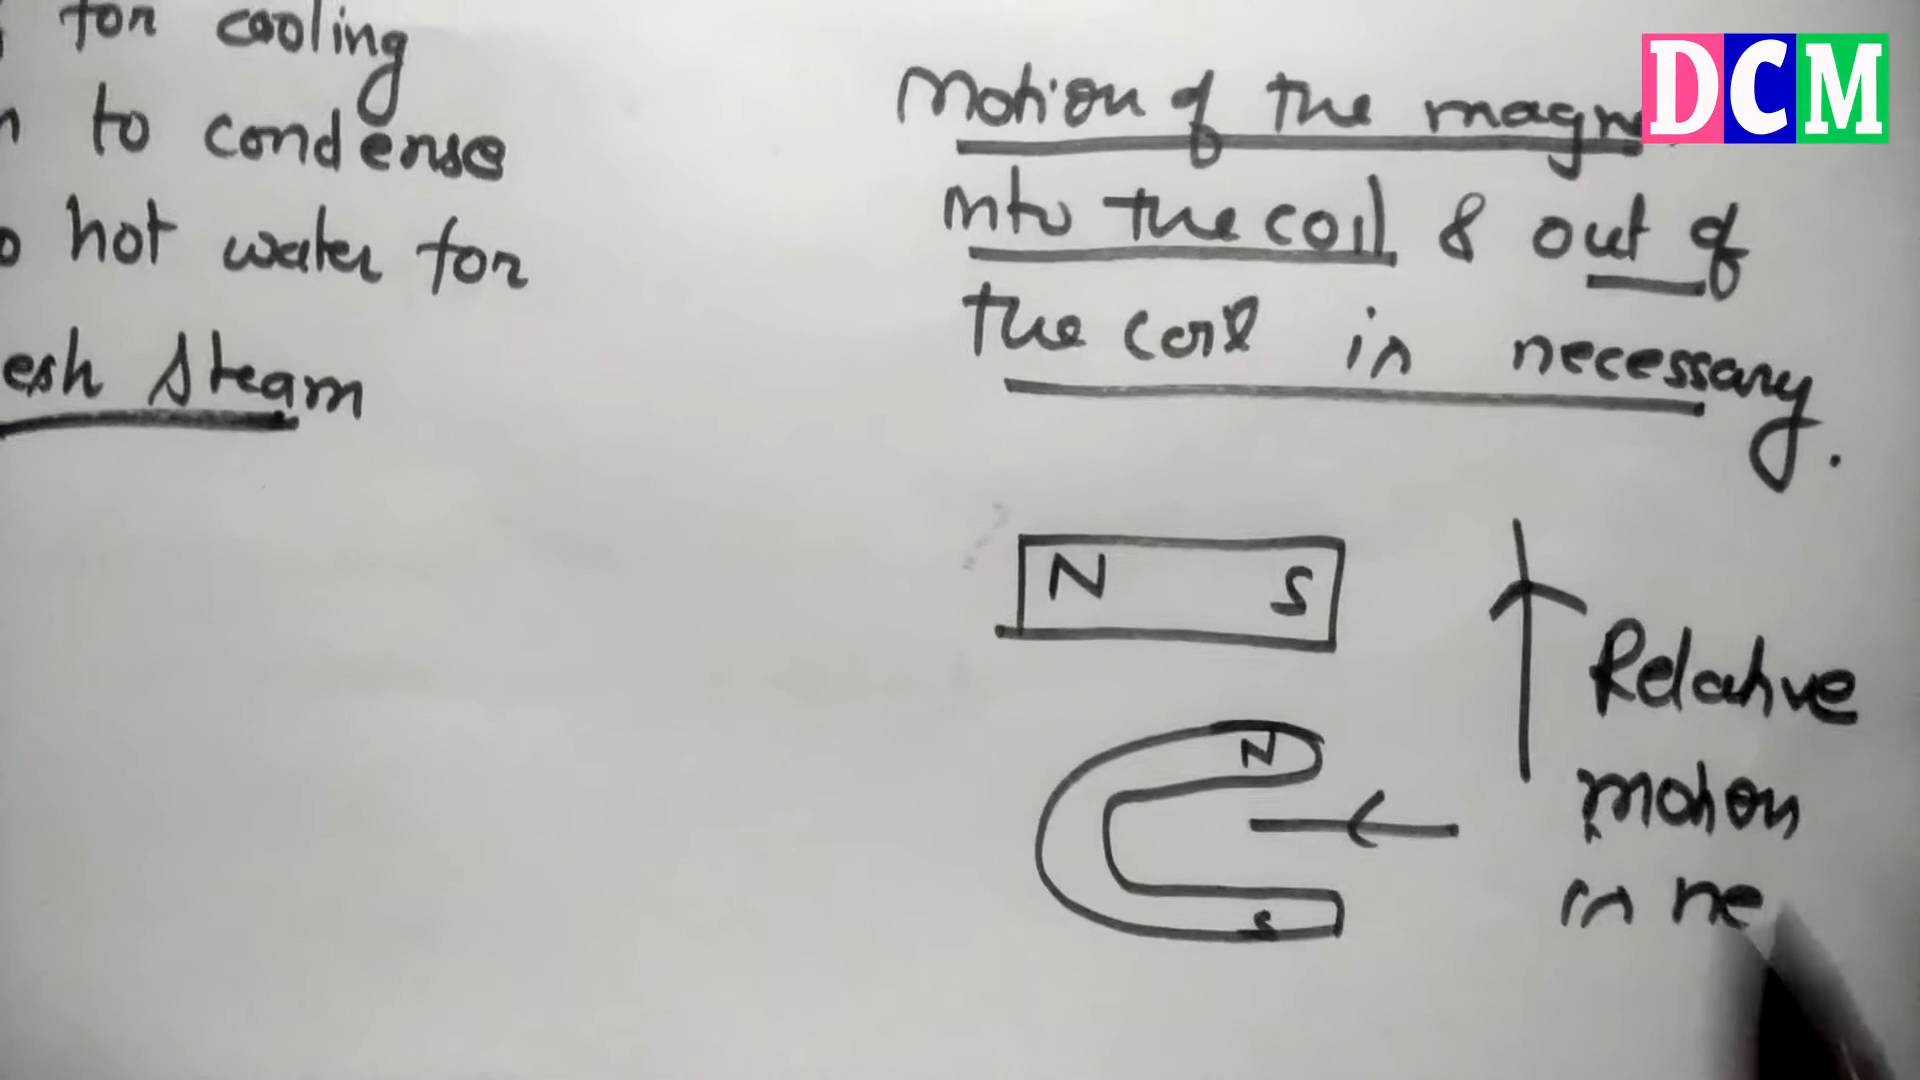 for cooling
to condense
hot water for
esh steam
DCM
Motion of the magne
into the coil & out of
the coil is necessary.
N S
N
S
Relative
motion
is ne